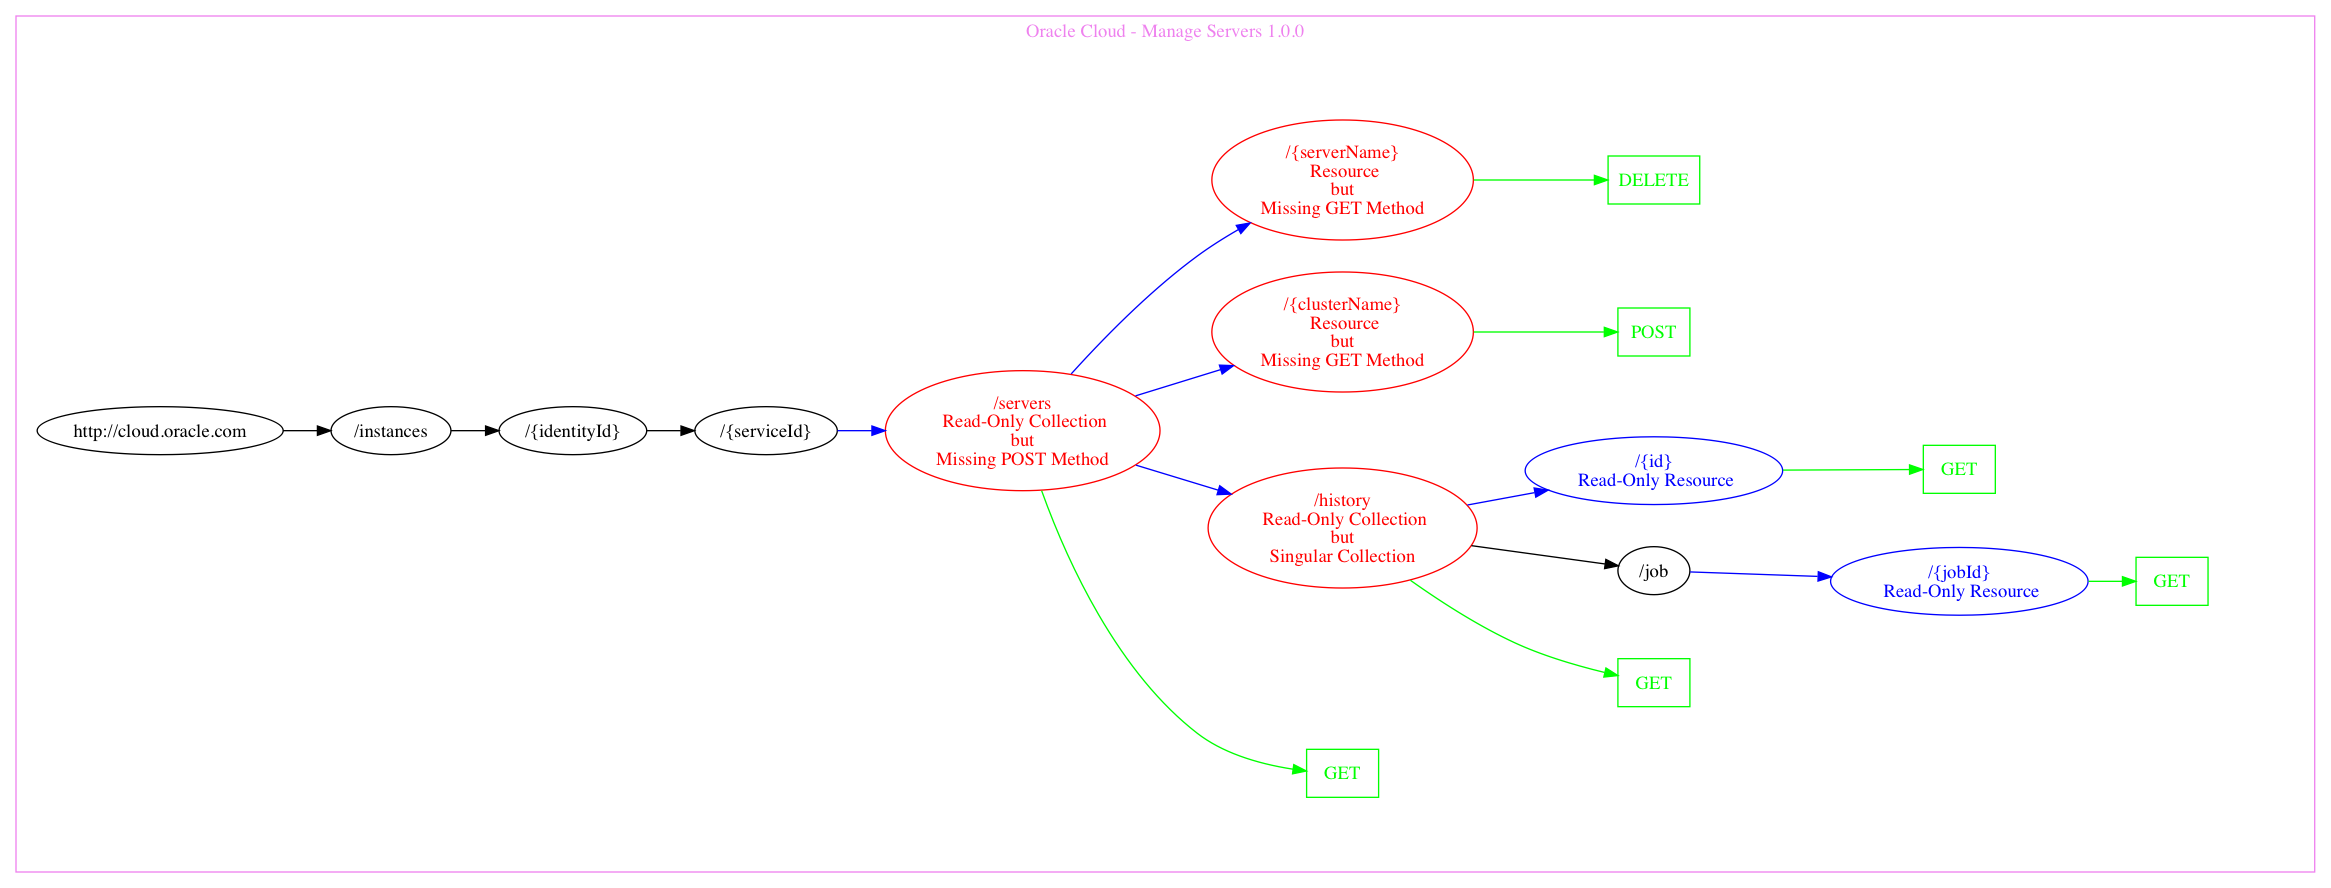 Oracle Cloud - Manage Servers 1.0.0
http://cloud.oracle.com
/instances
/{identityId}
/{serviceId}
/servers
Read-Only Collection
but
Missing POST Method
/{serverName}
Resource
but
Missing GET Method
DELETE
/{clusterName}
Resource
but
Missing GET Method
POST
/history
Read-Only Collection
but
Singular Collection
/{id}
Read-Only Resource
GET
/job
/{jobId}
Read-Only Resource
GET
GET
GET